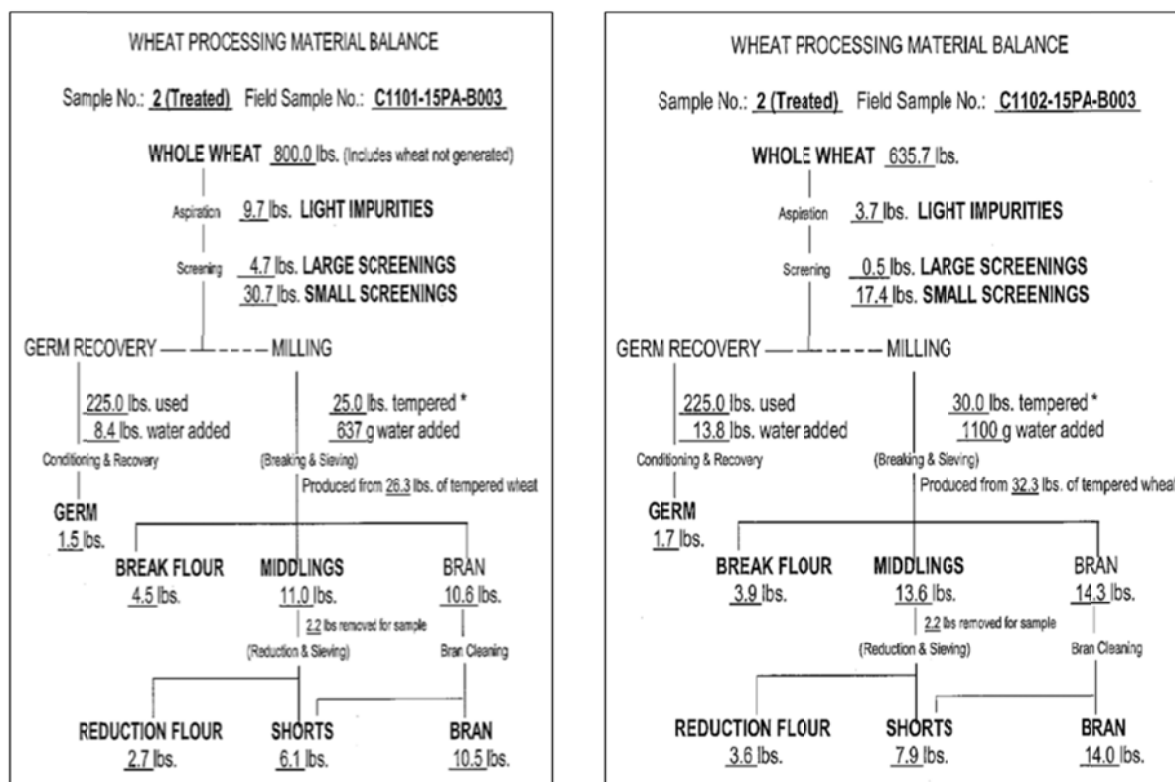 WHEAT PROCESSING MATERIAL BALANCE
Sample No.: 2 (Treated) Field Sample No.: C1101-15PA-B003
WHOLE WHEAT 800.0 lbs. (Includes wheat not generated)
Aspiration 9.7 lbs. LIGHT IMPURITIES
Screening 4.7 lbs. LARGE SCREENINGS
30.7 lbs. SMALL SCREENINGS
GERM RECOVERY MILLING
225.0 lbs. used 25.0 lbs. tempered *
8.4 lbs. water added 637 g water added
Conditioning & Recovery (Breaking & Sieving)
Produced from 26.3 lbs. of tempered wheat
GERM
1.5 lbs.
BREAK FLOUR MIDDLINGS BRAN
4.5 lbs. 11.0 lbs. 10.6 lbs.
2.2 lbs removed for sample
(Reduction & Sieving) Bran Cleaning
REDUCTION FLOUR SHORTS BRAN
2.7 lbs. 6.1 lbs. 10.5 lbs.
WHEAT PROCESSING MATERIAL BALANCE
Sample No.: 2 (Treated) Field Sample No.: C1102-15PA-B003
WHOLE WHEAT 635.7 lbs.
Aspiration 3.7 lbs. LIGHT IMPURITIES
Screening 0.5 lbs. LARGE SCREENINGS
17.4 lbs. SMALL SCREENINGS
GERM RECOVERY MILLING
225.0 lbs. used 30.0 lbs. tempered*
13.8 lbs. water added 1100 g water added
Conditioning & Recovery (Breaking & Sieving)
Produced from 32.3 lbs. of tempered wheat
GERM
1.7 lbs.
BREAK FLOUR MIDDLINGS BRAN
3.9 lbs. 13.6 lbs. 14.3 lbs.
2.2 lbs removed for sample
(Reduction & Sieving) Bran Cleaning
REDUCTION FLOUR SHORTS BRAN
3.6 lbs. 7.9 lbs. 14.0 lbs.